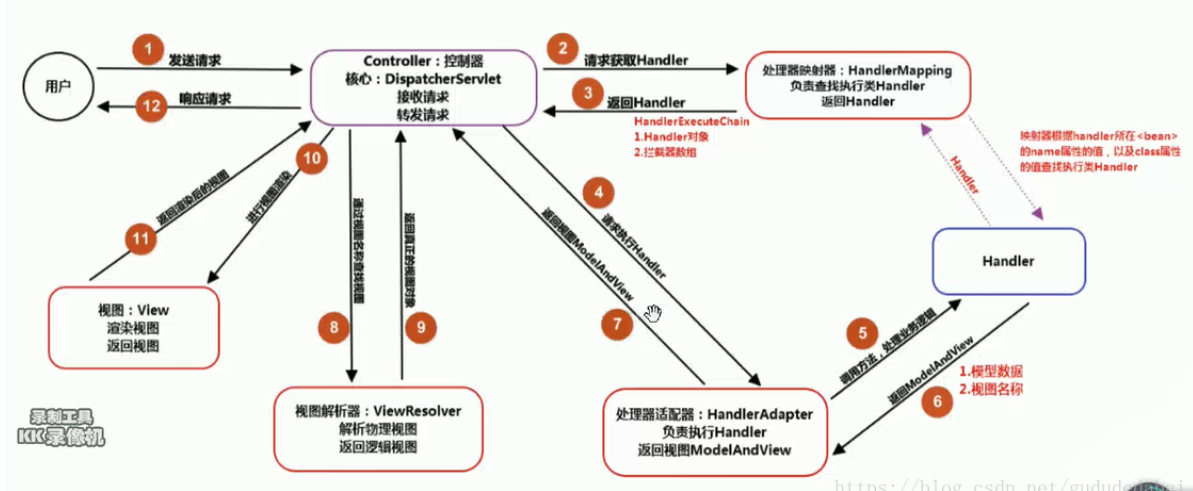 1
发送请求
2
请求获取Handler
用户
Controller：控制器
核心：DispatcherServlet
接收请求
转发请求
处理器映射器：HandlerMapping
负责查找执行类Handler
返回Handler
3
返回Handler
12
响应请求
HandlerExecuteChain
1.Handler对象
2.拦截器数组
映射器根据handler所在<bean>
的name属性的值，以及class属性
的值查找执行类Handler
Handler
10
进行视图渲染
11
返回渲染后的视图
通过视图名称查找视图
返回真正的视图对象
4
请求执行Handler
返回视图ModelAndView
Handler
视图：View
渲染视图
返回视图
8
9
7
5
调用方法，处理业务逻辑
返回ModelAndView
6
1.模型数据
2.视图名称
视图解析器：ViewResolver
解析物理视图
返回逻辑视图
处理器适配器：HandlerAdapter
负责执行Handler
返回视图ModelAndView
录制工具
KK录像机